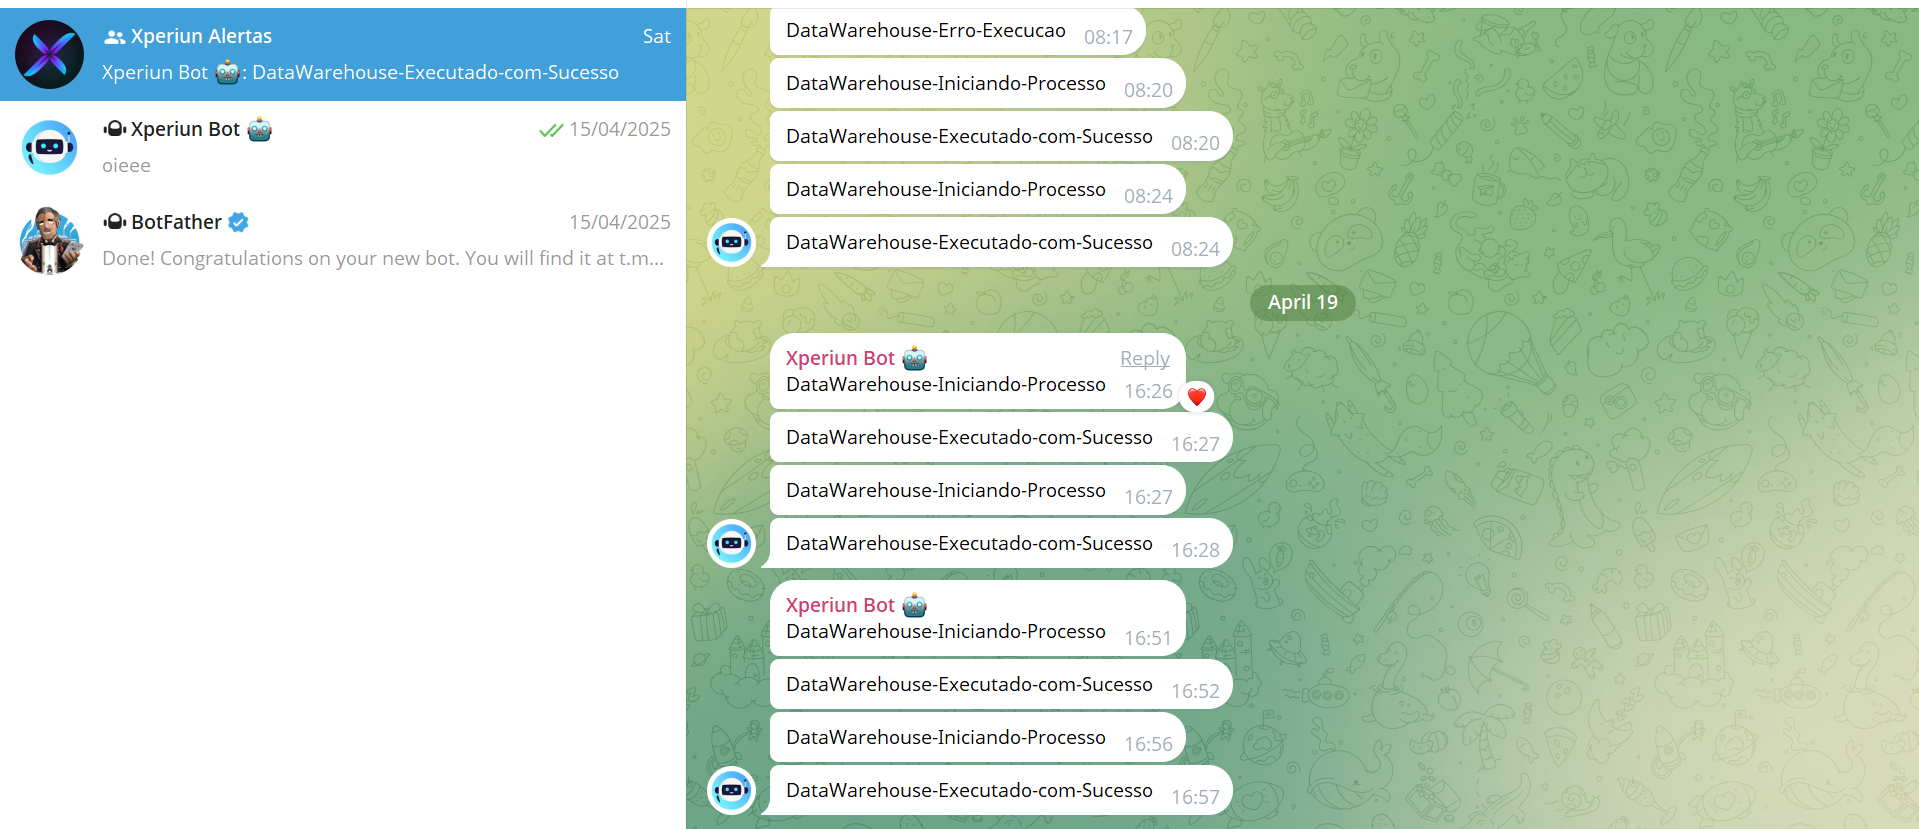 Xperiun Alertas
Sat
Xperiun Bot 🤖: DataWarehouse-Executado-com-Sucesso
Xperiun Bot 🤖
15/04/2025
oieee
BotFather
15/04/2025
Done! Congratulations on your new bot. You will find it at t.m...
DataWarehouse-Erro-Execucao 08:17
DataWarehouse-Iniciando-Processo 08:20
DataWarehouse-Executado-com-Sucesso 08:20
DataWarehouse-Iniciando-Processo 08:24
DataWarehouse-Executado-com-Sucesso 08:24
April 19
Xperiun Bot 🤖 Reply
DataWarehouse-Iniciando-Processo 16:26
DataWarehouse-Executado-com-Sucesso 16:27
DataWarehouse-Iniciando-Processo 16:27
DataWarehouse-Executado-com-Sucesso 16:28
Xperiun Bot 🤖
DataWarehouse-Iniciando-Processo 16:51
DataWarehouse-Executado-com-Sucesso 16:52
DataWarehouse-Iniciando-Processo 16:56
DataWarehouse-Executado-com-Sucesso 16:57